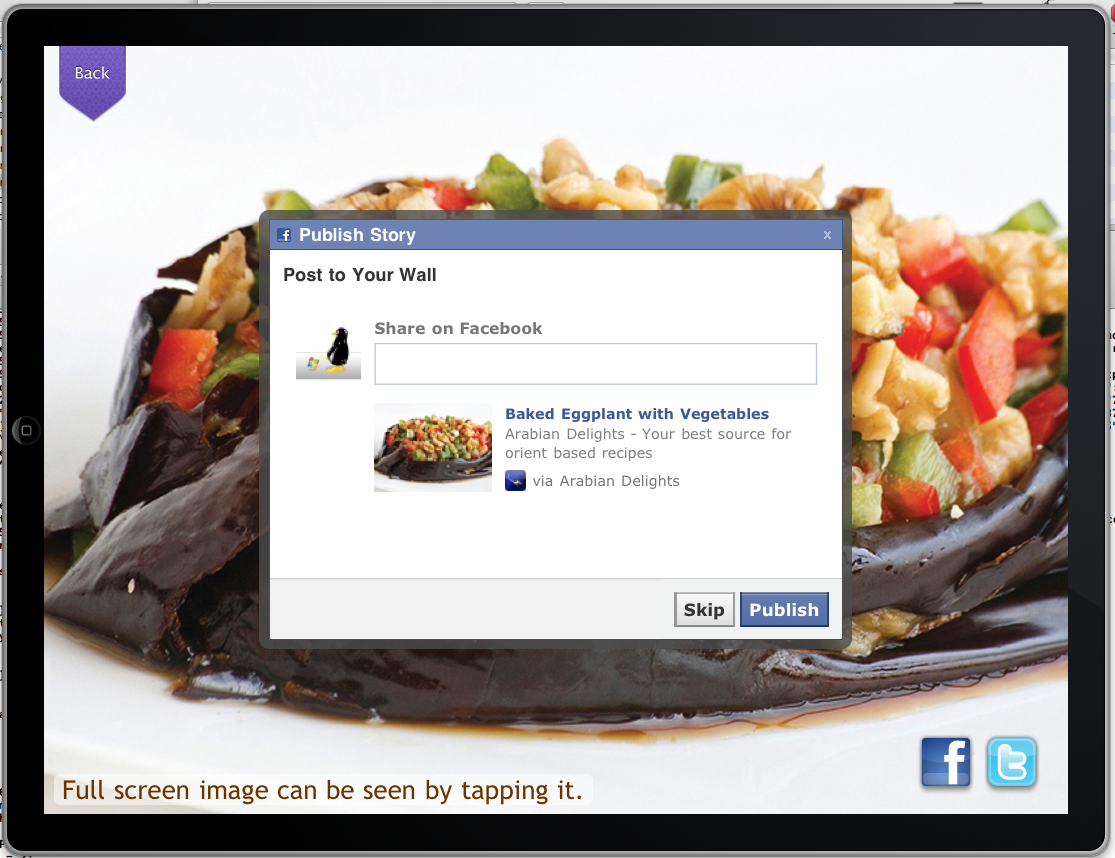 Back
Publish Story
x
Post to Your Wall
Share on Facebook
Baked Eggplant with Vegetables
Arabian Delights - Your best source for
orient based recipes
via Arabian Delights
Skip
Publish
Full screen image can be seen by tapping it.